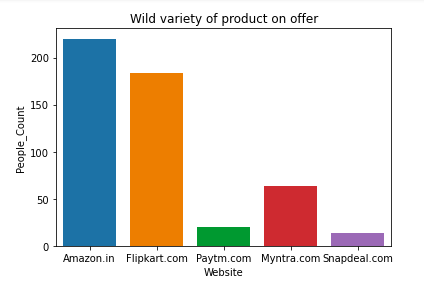 Wild variety of product on offer
People_Count
200
150
100
50
0
Amazon.in Flipkart.com Paytm.com Myntra.com Snapdeal.com
Website